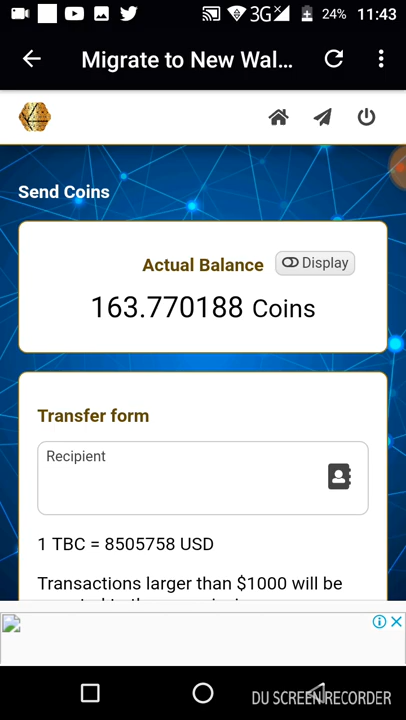 3G 24% 11:43
Migrate to New Wal...
Send Coins
Actual Balance Display
163.770188 Coins
Transfer form
Recipient
1 TBC = 8505758 USD
Transactions larger than $1000 will be
DU SCREEN RECORDER